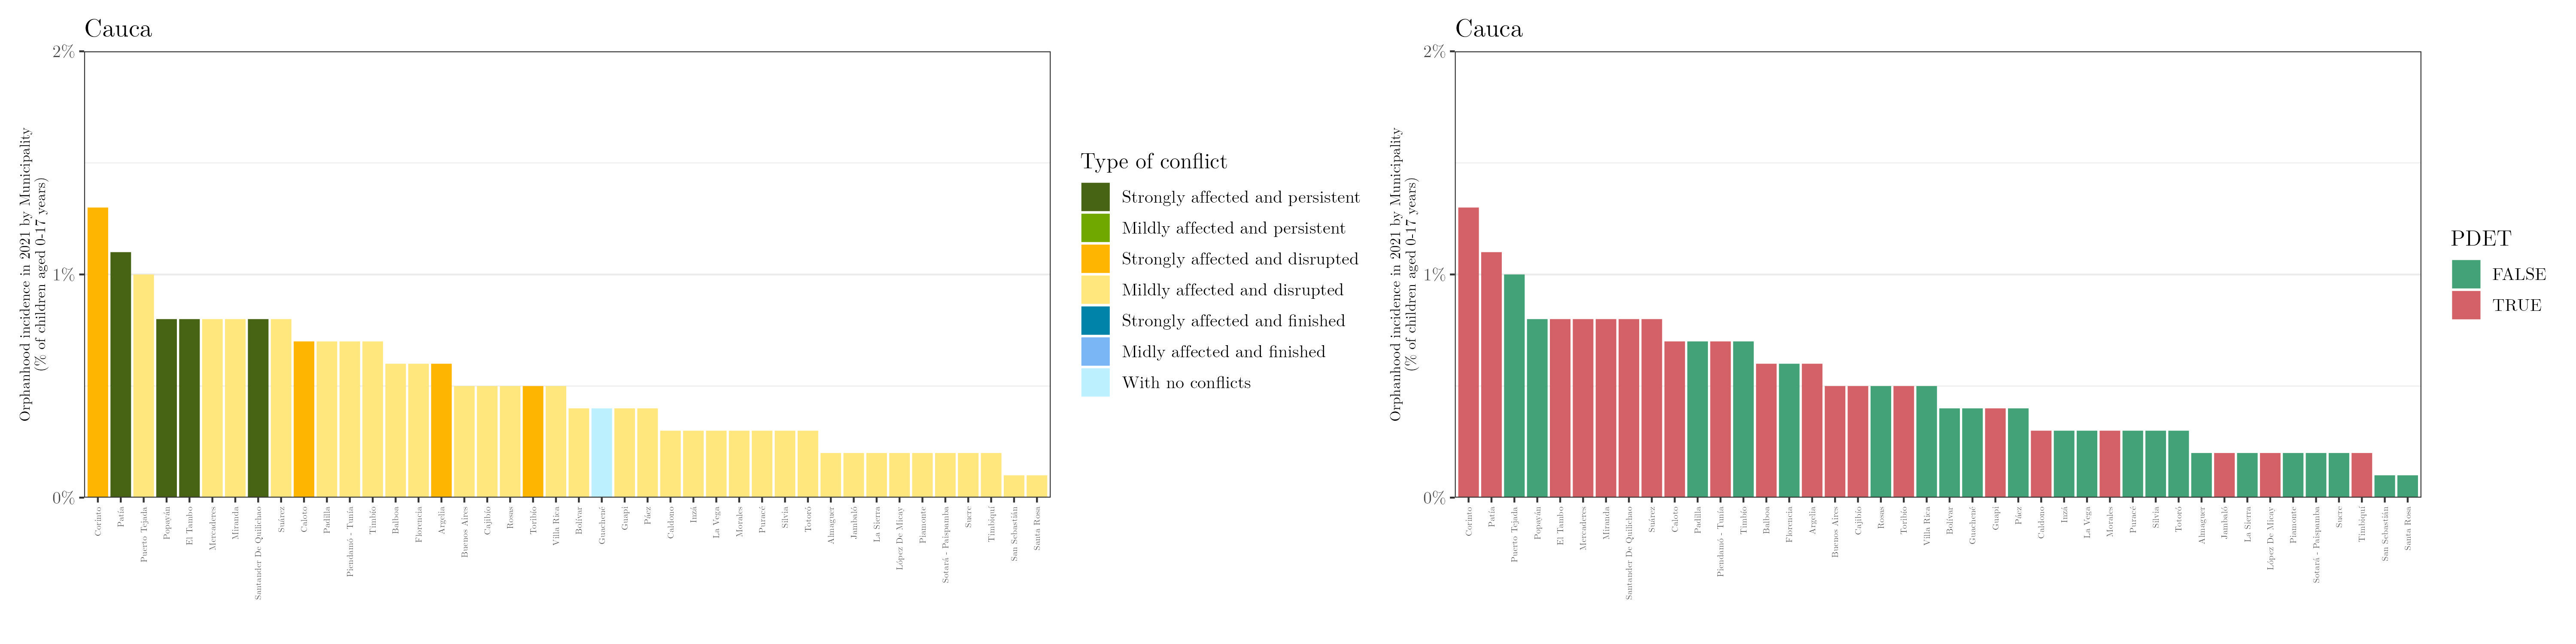 Cauca
2%
1%
0%
Orphanhood incidence in 2021 by Municipality
(% of children aged 0-17 years)
Corinto
Patía
Puerto Tejada
Popayán
El Tambo
Mercaderes
Miranda
Santander De Quilichao
Suárez
Caloto
Padilla
Piendamó - Tunía
Timbío
Balboa
Florencia
Argelia
Buenos Aires
Cajibío
Rosas
Toribío
Villa Rica
Bolívar
Guachené
Guapi
Páez
Caldono
Inzá
La Vega
Morales
Puracé
Silvia
Totoró
Almaguer
Jambaló
La Sierra
López De Micay
Piamonte
Sotará - Paispamba
Sucre
Timbiquí
San Sebastián
Santa Rosa
Type of conflict
Strongly affected and persistent
Mildly affected and persistent
Strongly affected and disrupted
Mildly affected and disrupted
Strongly affected and finished
Midly affected and finished
With no conflicts
Cauca
2%
1%
0%
Orphanhood incidence in 2021 by Municipality
(% of children aged 0-17 years)
Corinto
Patía
Puerto Tejada
Popayán
El Tambo
Mercaderes
Miranda
Santander De Quilichao
Suárez
Caloto
Padilla
Piendamó - Tunía
Timbío
Balboa
Florencia
Argelia
Buenos Aires
Cajibío
Rosas
Toribío
Villa Rica
Bolívar
Guachené
Guapi
Páez
Caldono
Inzá
La Vega
Morales
Puracé
Silvia
Totoró
Almaguer
Jambaló
La Sierra
López De Micay
Piamonte
Sotará - Paispamba
Sucre
Timbiquí
San Sebastián
Santa Rosa
PDET
FALSE
TRUE